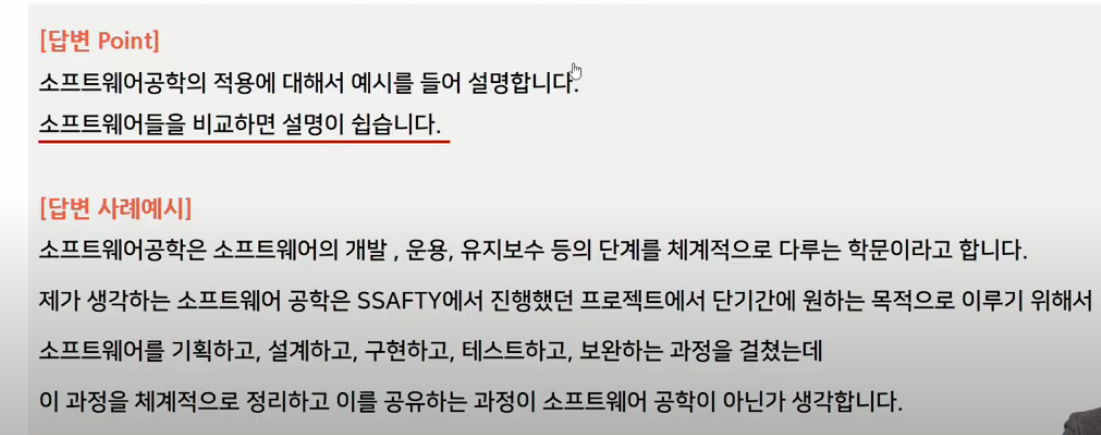 [답변 Point]
소프트웨어공학의 적용에 대해서 예시를 들어 설명합니다.
소프트웨어들을 비교하면 설명이 쉽습니다.
[답변 사례예시]
소프트웨어공학은 소프트웨어의 개발 , 운용, 유지보수 등의 단계를 체계적으로 다루는 학문이라고 합니다.
제가 생각하는 소프트웨어 공학은 SSAFTY에서 진행했던 프로젝트에서 단기간에 원하는 목적으로 이루기 위해서
소프트웨어를 기획하고, 설계하고, 구현하고, 테스트하고, 보완하는 과정을 걸쳤는데
이 과정을 체계적으로 정리하고 이를 공유하는 과정이 소프트웨어 공학이 아닌가 생각합니다.